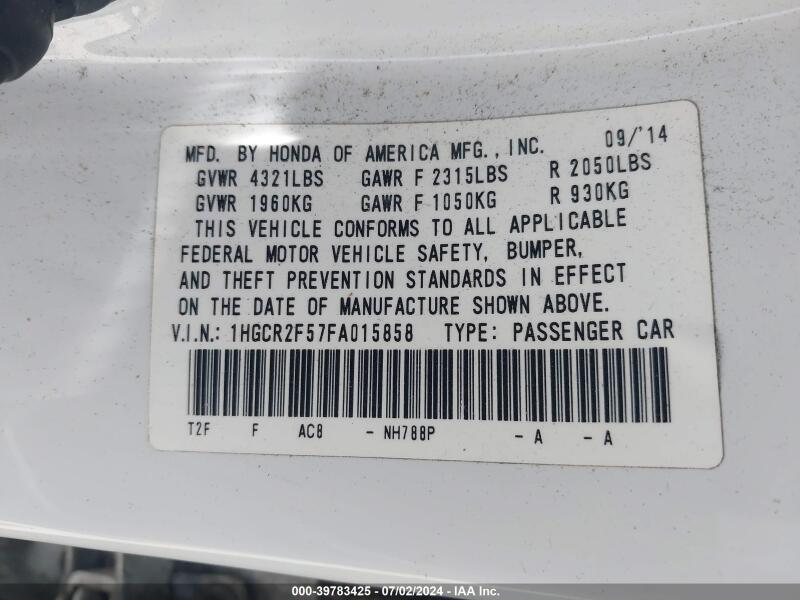 MFD. BY HONDA OF AMERICA MFG., INC. 09/'14
GVWR 4321LBS GAWR F 2315LBS R 2050LBS
GVWR 1960KG GAWR F 1050KG R 930KG
THIS VEHICLE CONFORMS TO ALL APPLICABLE
FEDERAL MOTOR VEHICLE SAFETY, BUMPER,
AND THEFT PREVENTION STANDARDS IN EFFECT
ON THE DATE OF MANUFACTURE SHOWN ABOVE.
V.I.N.: 1HGCR2F57FA015858 TYPE: PASSENGER CAR
T2F F AC8 - NH788P - A - A
000-39783425 - 07/02/2024 - IAA Inc.